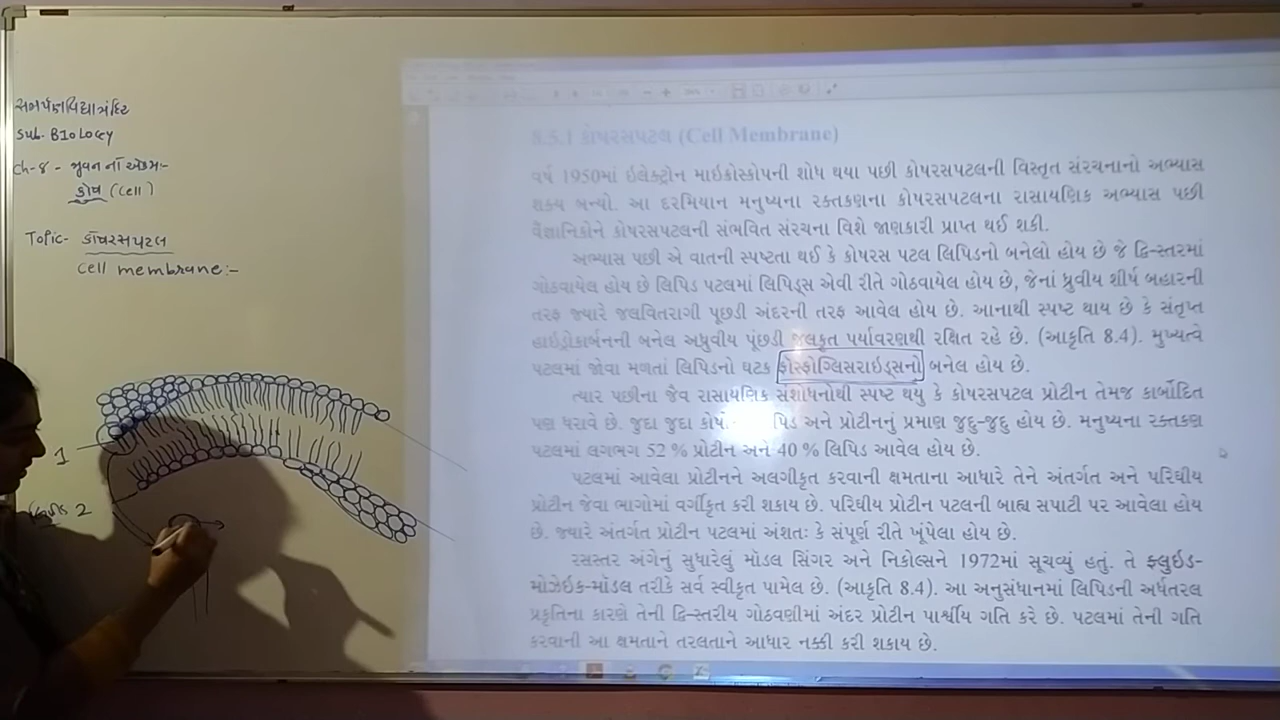 સમર્પણ વિદ્યામંદિર
Sub. BIOLOGY
Ch-8 - જીવનનો એકમ:-
કોષ (Cell)
Topic- કોષરસપટલ
Cell membrane:-
1
2
8.5.1 કોષરસપટલ (Cell Membrane)
વર્ષ 1950માં ઇલેક્ટ્રૉન માઇક્રોસ્કોપની શોધ થયા પછી કોષરસપટલની વિસ્તૃત સંરચનાનો અભ્યાસ
શક્ય બન્યો. આ દરમિયાન મનુષ્યના રક્તકણના કોષરસપટલના રાસાયણિક અભ્યાસ પછી
વૈજ્ઞાનિકોને કોષરસપટલની સંભવિત સંરચના વિશે જાણકારી પ્રાપ્ત થઈ શકી.
અભ્યાસ પછી એ વાતની સ્પષ્ટતા થઈ કે કોષરસ પટલ લિપિડનો બનેલો હોય છે જે દ્વિ-સ્તરમાં
ગોઠવાયેલ હોય છે લિપિડ પટલમાં લિપિડ્સ એવી રીતે ગોઠવાયેલ હોય છે, જેનાં ધ્રુવીય શીર્ષ બહારની
તરફ જ્યારે જલવિતરાગી પૂછડી અંદરની તરફ આવેલ હોય છે. આનાથી સ્પષ્ટ થાય છે કે સંતૃપ્ત
હાઈડ્રોકાર્બનની બનેલ અધ્રુવીય પૂંછડી જલકૃત પર્યાવરણથી રક્ષિત રહે છે. (આકૃતિ 8.4). મુખ્યત્વે
પટલમાં જોવા મળતાં લિપિડનો ઘટક ફોસ્ફોગ્લિસરાઇડ્સનો બનેલ હોય છે.
ત્યાર પછીના જૈવ રાસાયણિક સંશોધનોથી સ્પષ્ટ થયુ કે કોષરસપટલ પ્રોટીન તેમજ કાર્બોદિત
પણ ધરાવે છે. જુદા જુદા કોષે પિડ અને પ્રોટીનનું પ્રમાણ જુદુ-જુદુ હોય છે. મનુષ્યના રક્તકણ
પટલમાં લગભગ 52 % પ્રોટીન અને 40 % લિપિડ આવેલ હોય છે.
પટલમાં આવેલા પ્રોટીનને અલગીકૃત કરવાની ક્ષમતાના આધારે તેને અંતર્ગત અને પરિઘીય
પ્રોટીન જેવા ભાગોમાં વર્ગીકૃત કરી શકાય છે. પરિઘીય પ્રોટીન પટલની બાહ્ય સપાટી પર આવેલા હોય
છે. જ્યારે અંતર્ગત પ્રોટીન પટલમાં અંશતઃ કે સંપૂર્ણ રીતે ખૂંપેલા હોય છે.
રસસ્તર અંગેનું સુધારેલું મૉડલ સિંગર અને નિકોલ્સને 1972માં સૂચવ્યું હતું. તે ફ્લુઇડ-
મોઝેઇક-મૉડલ તરીકે સર્વ સ્વીકૃત પામેલ છે. (આકૃતિ 8.4). આ અનુસંધાનમાં લિપિડની અર્ધતરલ
પ્રકૃતિના કારણે તેની દ્વિ-સ્તરીય ગોઠવણીમાં અંદર પ્રોટીન પાર્શ્વીય ગતિ કરે છે. પટલમાં તેની ગતિ
કરવાની આ ક્ષમતાને તરલતાને આધાર નક્કી કરી શકાય છે.